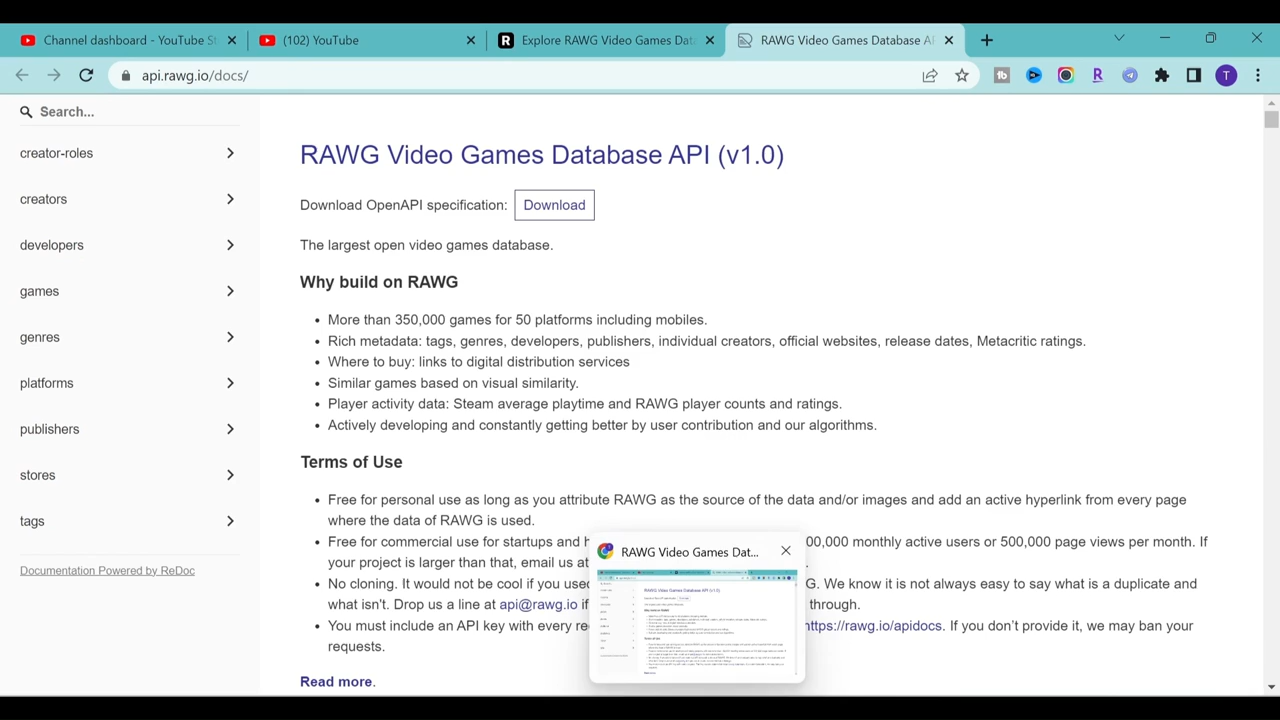 Channel dashboard - YouTube St
(102) YouTube
Explore RAWG Video Games Dat
RAWG Video Games Database AP
api.rawg.io/docs/
T
Search...
creator-roles
creators
developers
games
genres
platforms
publishers
stores
tags
Documentation Powered by ReDoc
RAWG Video Games Database API (v1.0)
Download OpenAPI specification: Download
The largest open video games database.
Why build on RAWG
More than 350,000 games for 50 platforms including mobiles.
Rich metadata: tags, genres, developers, publishers, individual creators, official websites, release dates, Metacritic ratings.
Where to buy: links to digital distribution services
Similar games based on visual similarity.
Player activity data: Steam average playtime and RAWG player counts and ratings.
Actively developing and constantly getting better by user contribution and our algorithms.
Terms of Use
Free for personal use as long as you attribute RAWG as the source of the data and/or images and add an active hyperlink from every page
where the data of RAWG is used.
Free for commercial use for startups and h 00,000 monthly active users or 500,000 page views per month. If
your project is larger than that, email us at
No cloning. It would not be cool if you used G. We know it is not always easy to say what is a duplicate and
what isn't. Drop us a line at api@rawg.io if through.
You must include an API key with every re https://rawg.io/apidocs. If you don't provide it, we may ban your
requests.
Read more.
RAWG Video Games Dat...